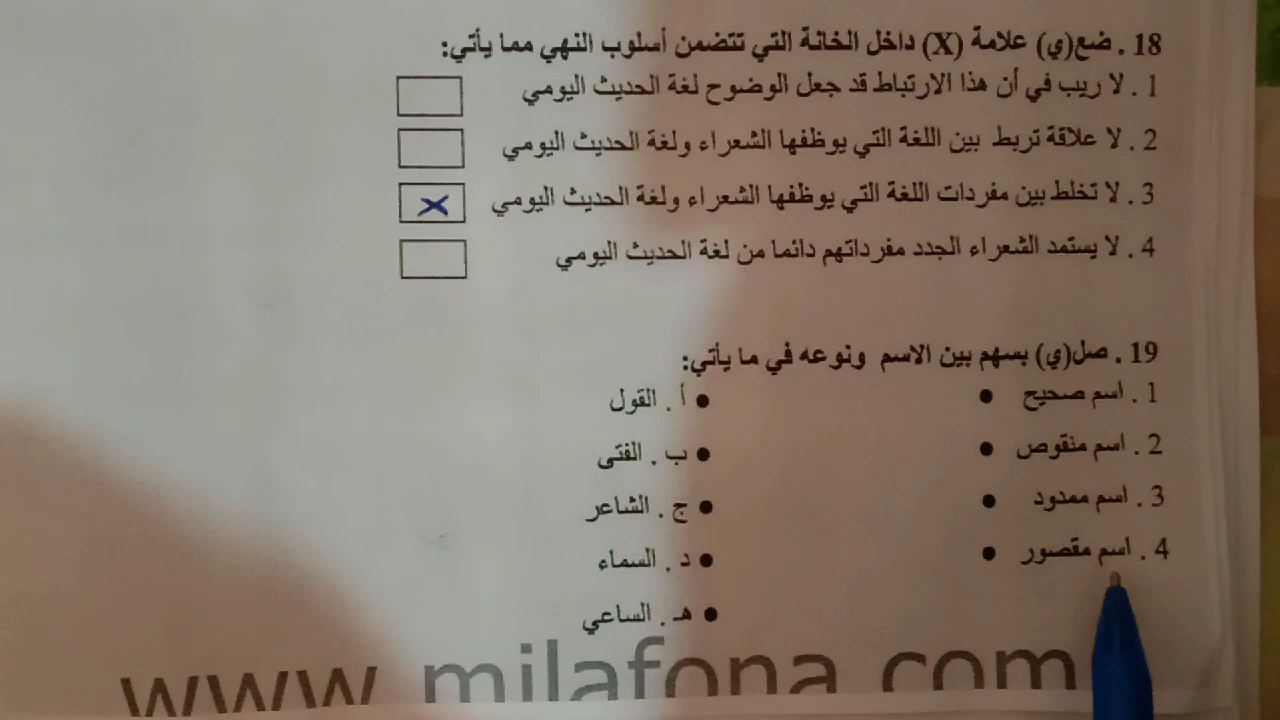 18 . ضع(ي) علامة (X) داخل الخانة التي تتضمن أسلوب النهي مما يأتي:
1 . لا ريب في أن هذا الارتباط قد جعل الوضوح لغة الحديث اليومي
2 . لا علاقة تربط بين اللغة التي يوظفها الشعراء ولغة الحديث اليومي
3 . لا تخلط بين مفردات اللغة التي يوظفها الشعراء ولغة الحديث اليومي X
4 . لا يستمد الشعراء الجدد مفرداتهم دائما من لغة الحديث اليومي
19 . صل(ي) بسهم بين الاسم ونوعه في ما يأتي:
1 . اسم صحيح • • أ . القول
2 . اسم منقوص • • ب . الفتى
3 . اسم ممدود • • ج . الشاعر
4 . اسم مقصور • • د . السماء
• هـ . الساعي
www.milafona.com